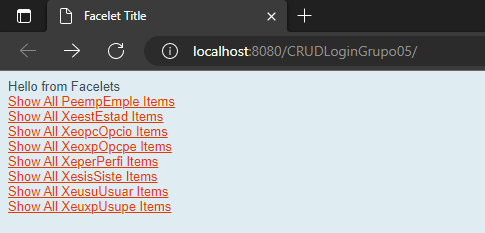 Facelet Title
localhost:8080/CRUDLoginGrupo05/
Hello from Facelets
Show All PeempEmple Items
Show All XeestEstad Items
Show All XeopcOpcio Items
Show All XeoxpOpcpe Items
Show All XeperPerfi Items
Show All XesisSiste Items
Show All XeusuUsuar Items
Show All XeuxpUsupe Items